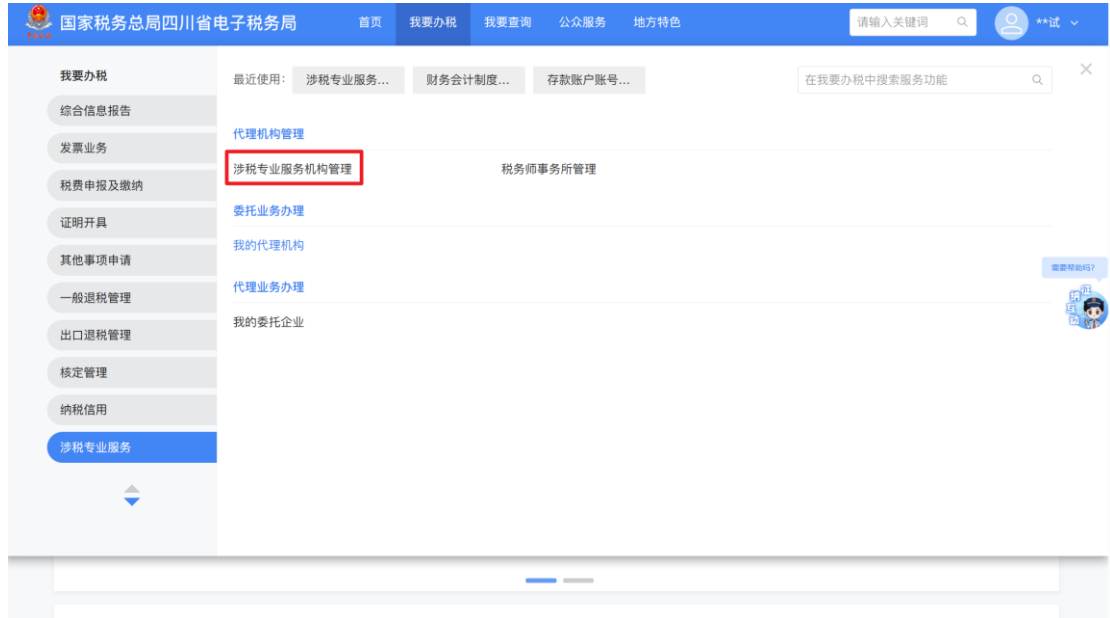 国家税务总局四川省电子税务局 首页 我要办税 我要查询 公众服务 地方特色 请输入关键词 **试
我要办税
综合信息报告
发票业务
税费申报及缴纳
证明开具
其他事项申请
一般退税管理
出口退税管理
核定管理
纳税信用
涉税专业服务
最近使用: 涉税专业服务... 财务会计制度... 存款账户账号... 在我要办税中搜索服务功能
代理机构管理
涉税专业服务机构管理 税务师事务所管理
委托业务办理
我的代理机构
代理业务办理
我的委托企业
需要帮助吗?
征纳互动